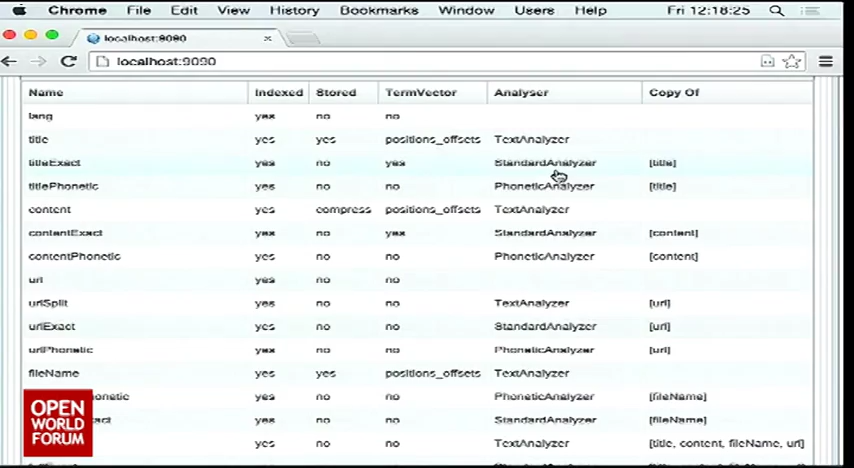 Chrome File Edit View History Bookmarks Window Users Help Fri 12:18:25
localhost:9090
localhost:9090
Name Indexed Stored TermVector Analyser Copy Of
lang yes no no
title yes yes positions_offsets TextAnalyzer
titleExact yes no yes StandardAnalyzer [title]
titlePhonetic yes no no PhoneticAnalyzer [title]
content yes compress positions_offsets TextAnalyzer
contentExact yes no yes StandardAnalyzer [content]
contentPhonetic yes no no PhoneticAnalyzer [content]
url yes no no
urlSplit yes no no TextAnalyzer [url]
urlExact yes no no StandardAnalyzer [url]
urlPhonetic yes no no PhoneticAnalyzer [url]
fileName yes yes positions_offsets TextAnalyzer
onetic yes no no PhoneticAnalyzer [fileName]
act yes no no StandardAnalyzer [fileName]
yes no no TextAnalyzer [title, content, fileName, url]
OPEN
WORLD
FORUM